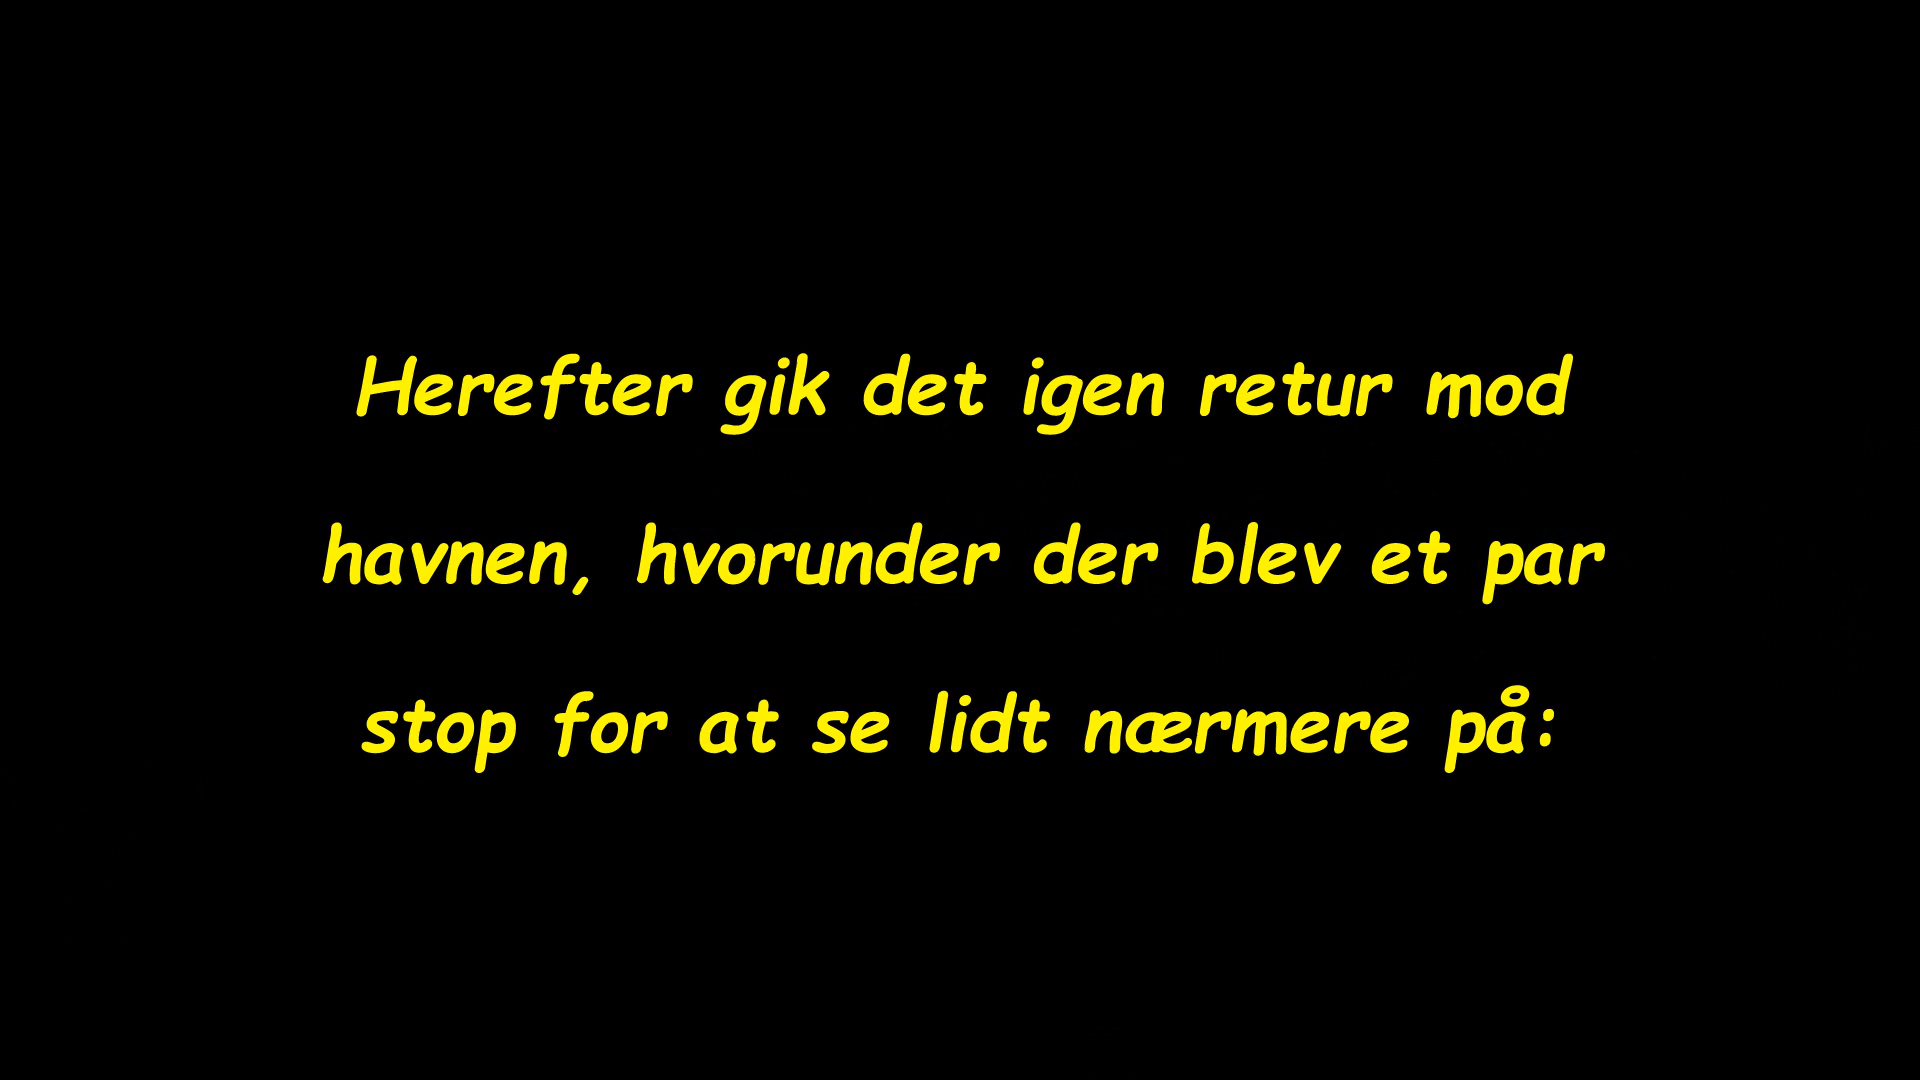 Herefter gik det igen retur mod
havnen, hvorunder der blev et par
stop for at se lidt nærmere på: